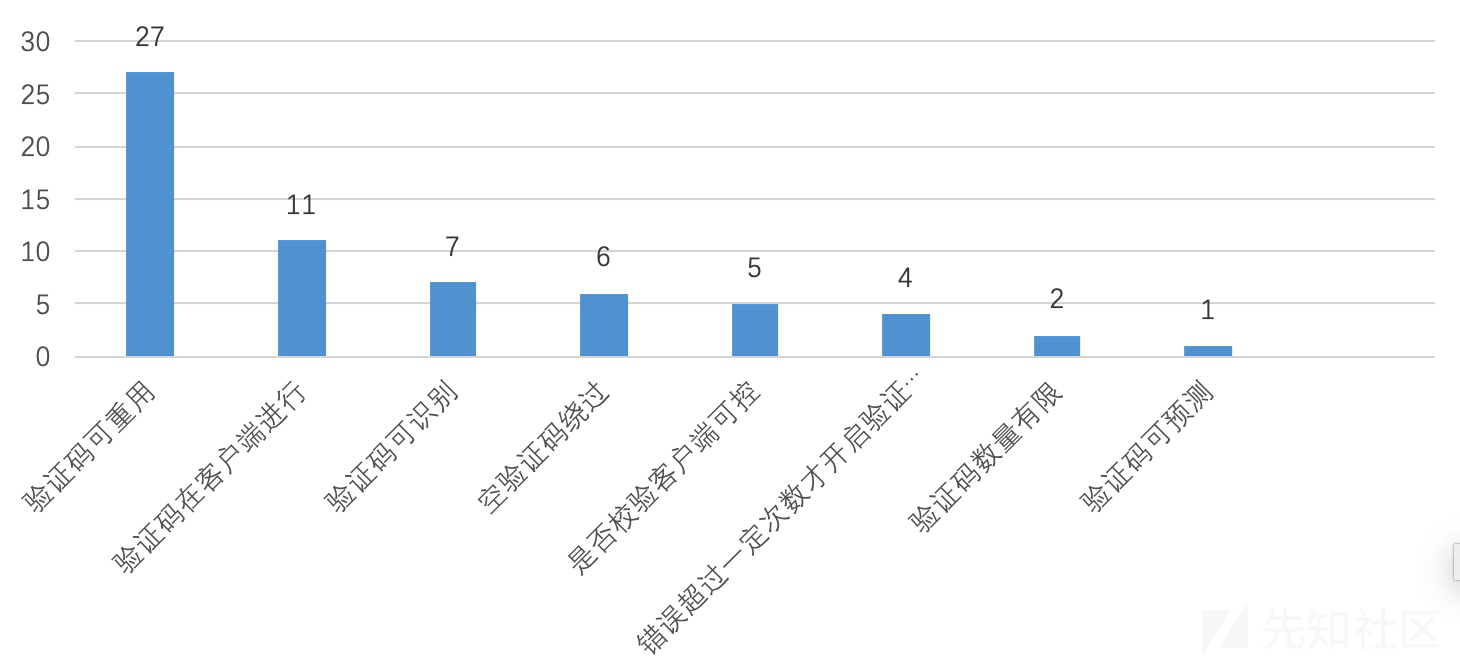 30
25
20
15
10
5
0
27
11
7
6
5
4
2
1
验证码可重用
验证码在客户端进行
验证码可识别
空验证码绕过
是否校验客户端可控
错误超过一定次数才开启验证…
验证码数量有限
验证码可预测
先知社区